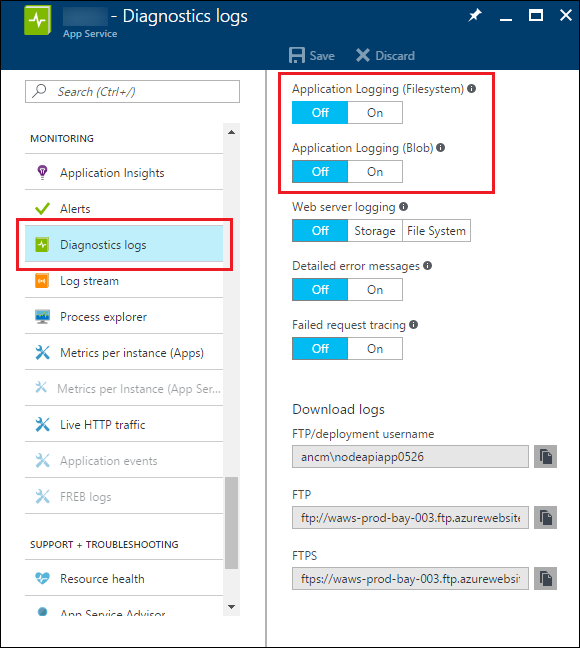 - Diagnostics logs
App Service
Save
Discard
Search (Ctrl+/)
MONITORING
Application Insights
Alerts
Diagnostics logs
Log stream
Process explorer
Metrics per instance (Apps)
Metrics per Instance (App Ser...
Live HTTP traffic
Application events
FREB logs
SUPPORT + TROUBLESHOOTING
Resource health
App Service Advisor
Application Logging (Filesystem)
Off On
Application Logging (Blob)
Off On
Web server logging
Off Storage File System
Detailed error messages
Off On
Failed request tracing
Off On
Download logs
FTP/deployment username
ancm\nodeapiapp0526
FTP
ftp://waws-prod-bay-003.ftp.azurewebsite
FTPS
ftps://waws-prod-bay-003.ftp.azurewebsit